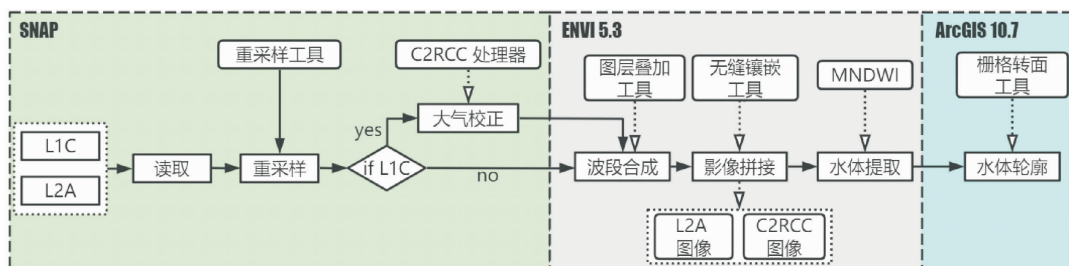 SNAP
ENVI 5.3
ArcGIS 10.7
重采样工具
C2RCC 处理器
图层叠加
工具
无缝镶嵌
工具
MNDWI
栅格转面
工具
L1C
L2A
读取
重采样
if L1C
yes
no
大气校正
波段合成
影像拼接
水体提取
水体轮廓
L2A
图像
C2RCC
图像